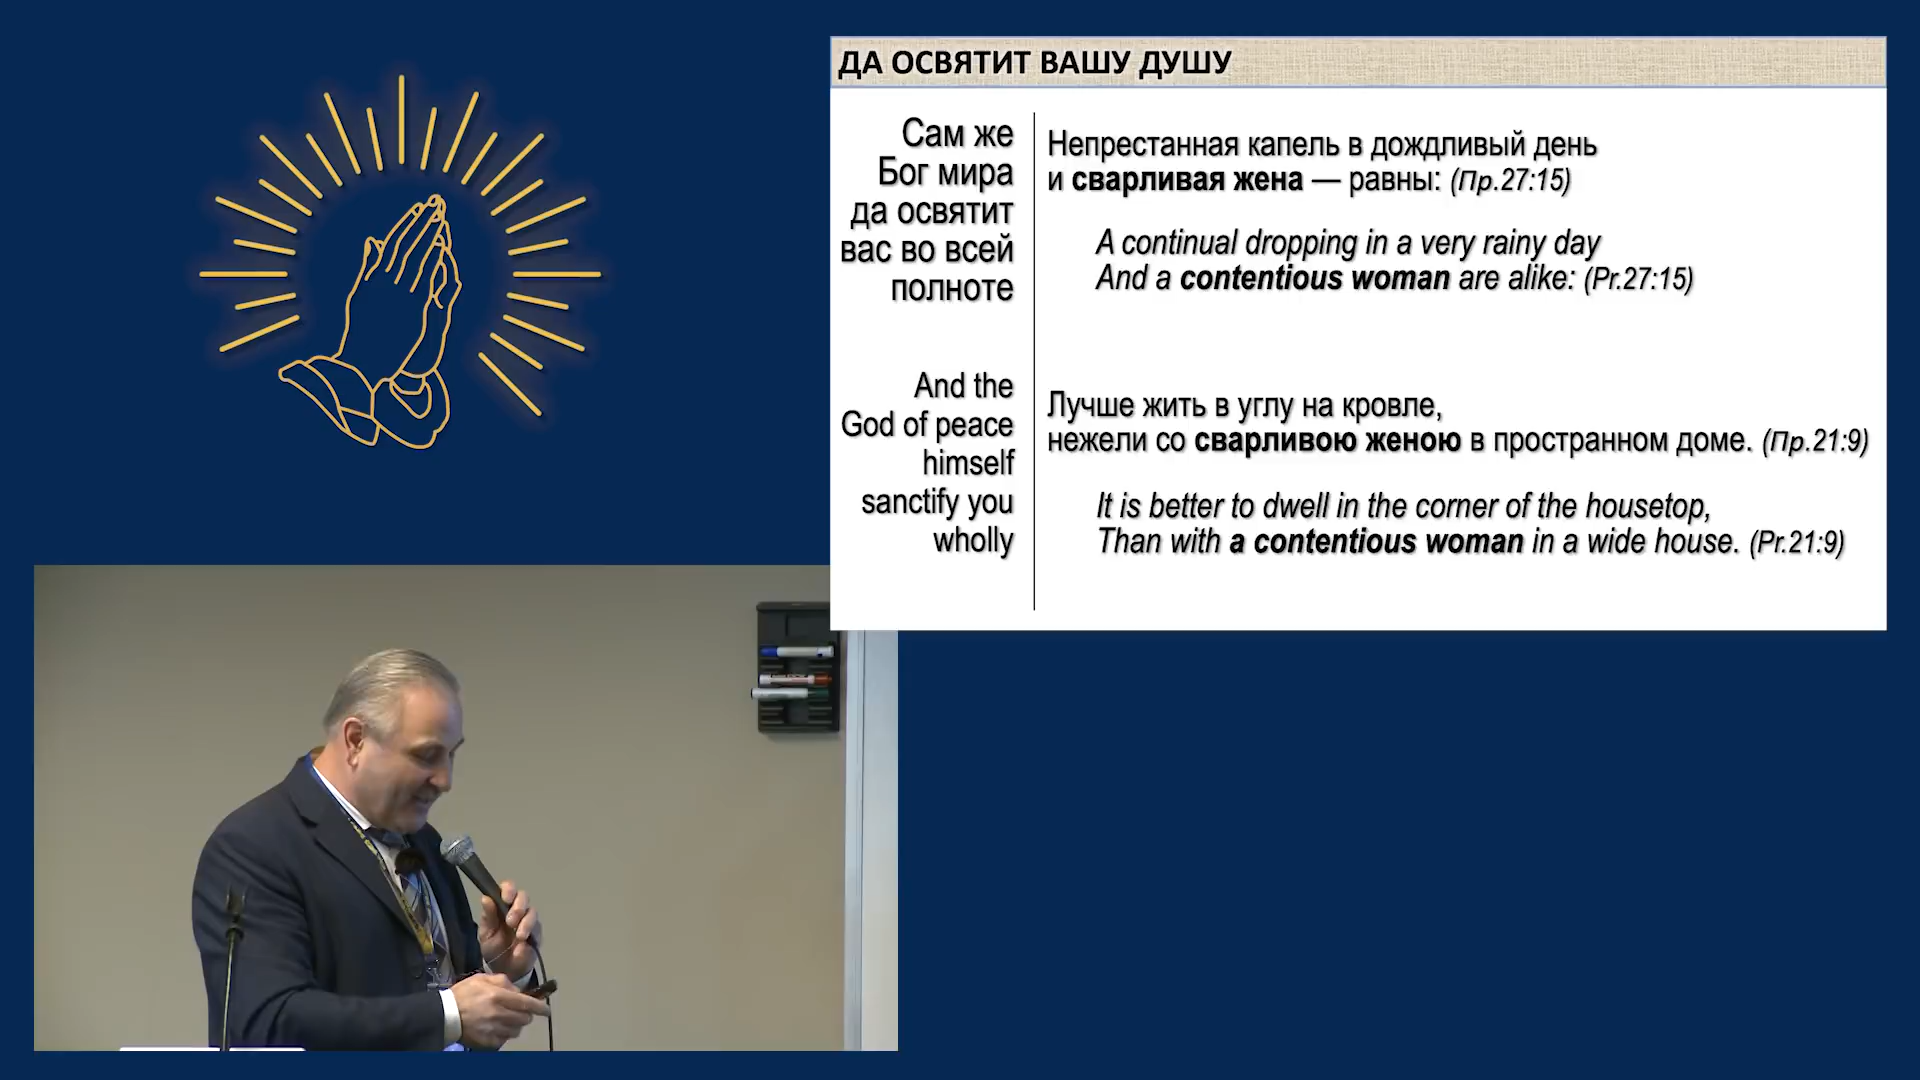 ДА ОСВЯТИТ ВАШУ ДУШУ
Сам же
Бог мира
да освятит
вас во всей
полноте
And the
God of peace
himself
sanctify you
wholly
Непрестанная капель в дождливый день
и сварливая жена — равны: (Пр.27:15)
A continual dropping in a very rainy day
And a contentious woman are alike: (Pr.27:15)
Лучше жить в углу на кровле,
нежели со сварливою женою в пространном доме. (Пр.21:9)
It is better to dwell in the corner of the housetop,
Than with a contentious woman in a wide house. (Pr.21:9)